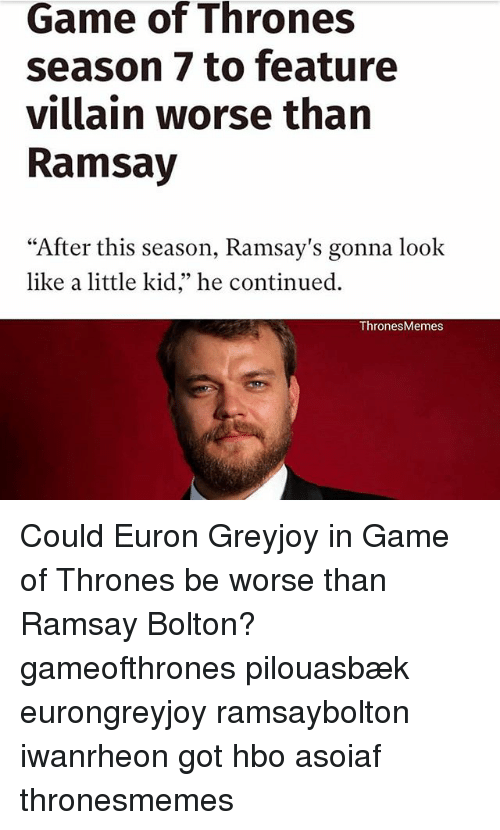 Game of Thrones
season 7 to feature
villain worse than
Ramsay
“After this season, Ramsay's gonna look
like a little kid,” he continued.
ThronesMemes
Could Euron Greyjoy in Game
of Thrones be worse than
Ramsay Bolton?
gameofthrones pilouasbæk
eurongreyjoy ramsaybolton
iwanrheon got hbo asoiaf
thronesmemes